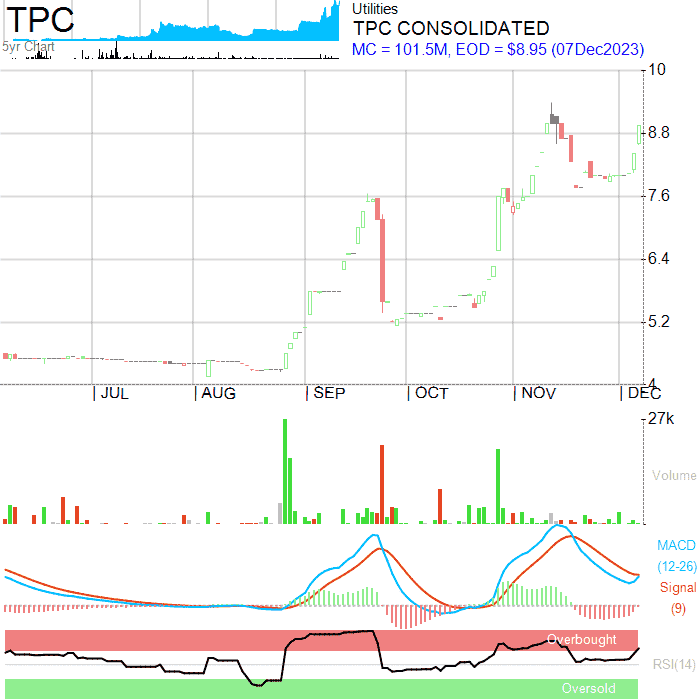 TPC
5yr Chart
Utilities
TPC CONSOLIDATED
MC = 101.5M, EOD = $8.95 (07Dec2023)
10
8.8
7.6
6.4
5.2
4
JUL AUG SEP OCT NOV DEC
27k
Volume
MACD
(12-26)
Signal
(9)
Overbought
RSI(14)
Oversold